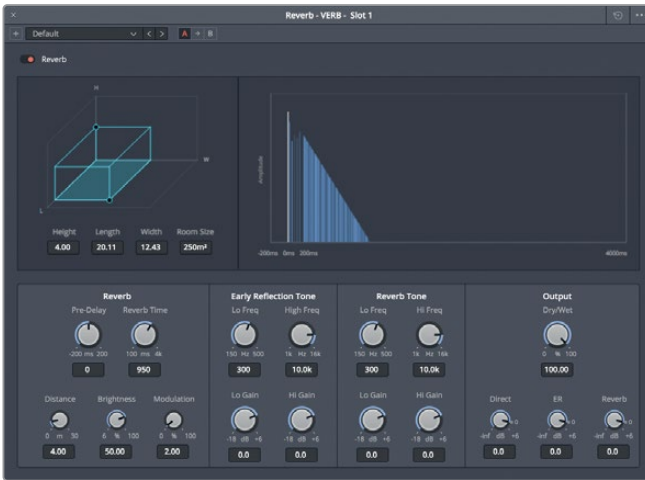 Reverb - VERB - Slot 1
Default
A
B
Reverb
H
W
L
Height Length Width Room Size
4.00 20.11 12.43 250m²
Amplitude
-200ms 0ms 200ms 4000ms
Reverb
Pre-Delay Reverb Time
-200 ms 200 100 ms 4k
0 950
Distance Brightness Modulation
0 m 30 6 % 100 0 % 100
4.00 50.00 2.00
Early Reflection Tone
Lo Freq High Freq
150 Hz 500 1k Hz 16k
300 10.0k
Lo Gain Hi Gain
-18 dB +6 -18 dB +6
0.0 0.0
Reverb Tone
Lo Freq Hi Freq
150 Hz 500 1k Hz 16k
300 10.0k
Lo Gain Hi Gain
-18 dB +6 -18 dB +6
0.0 0.0
Output
Dry/Wet
0 % 100
100.00
Direct ER Reverb
0 0 0
-inf dB +6 -inf dB +6 -inf dB +6
0.0 0.0 0.0